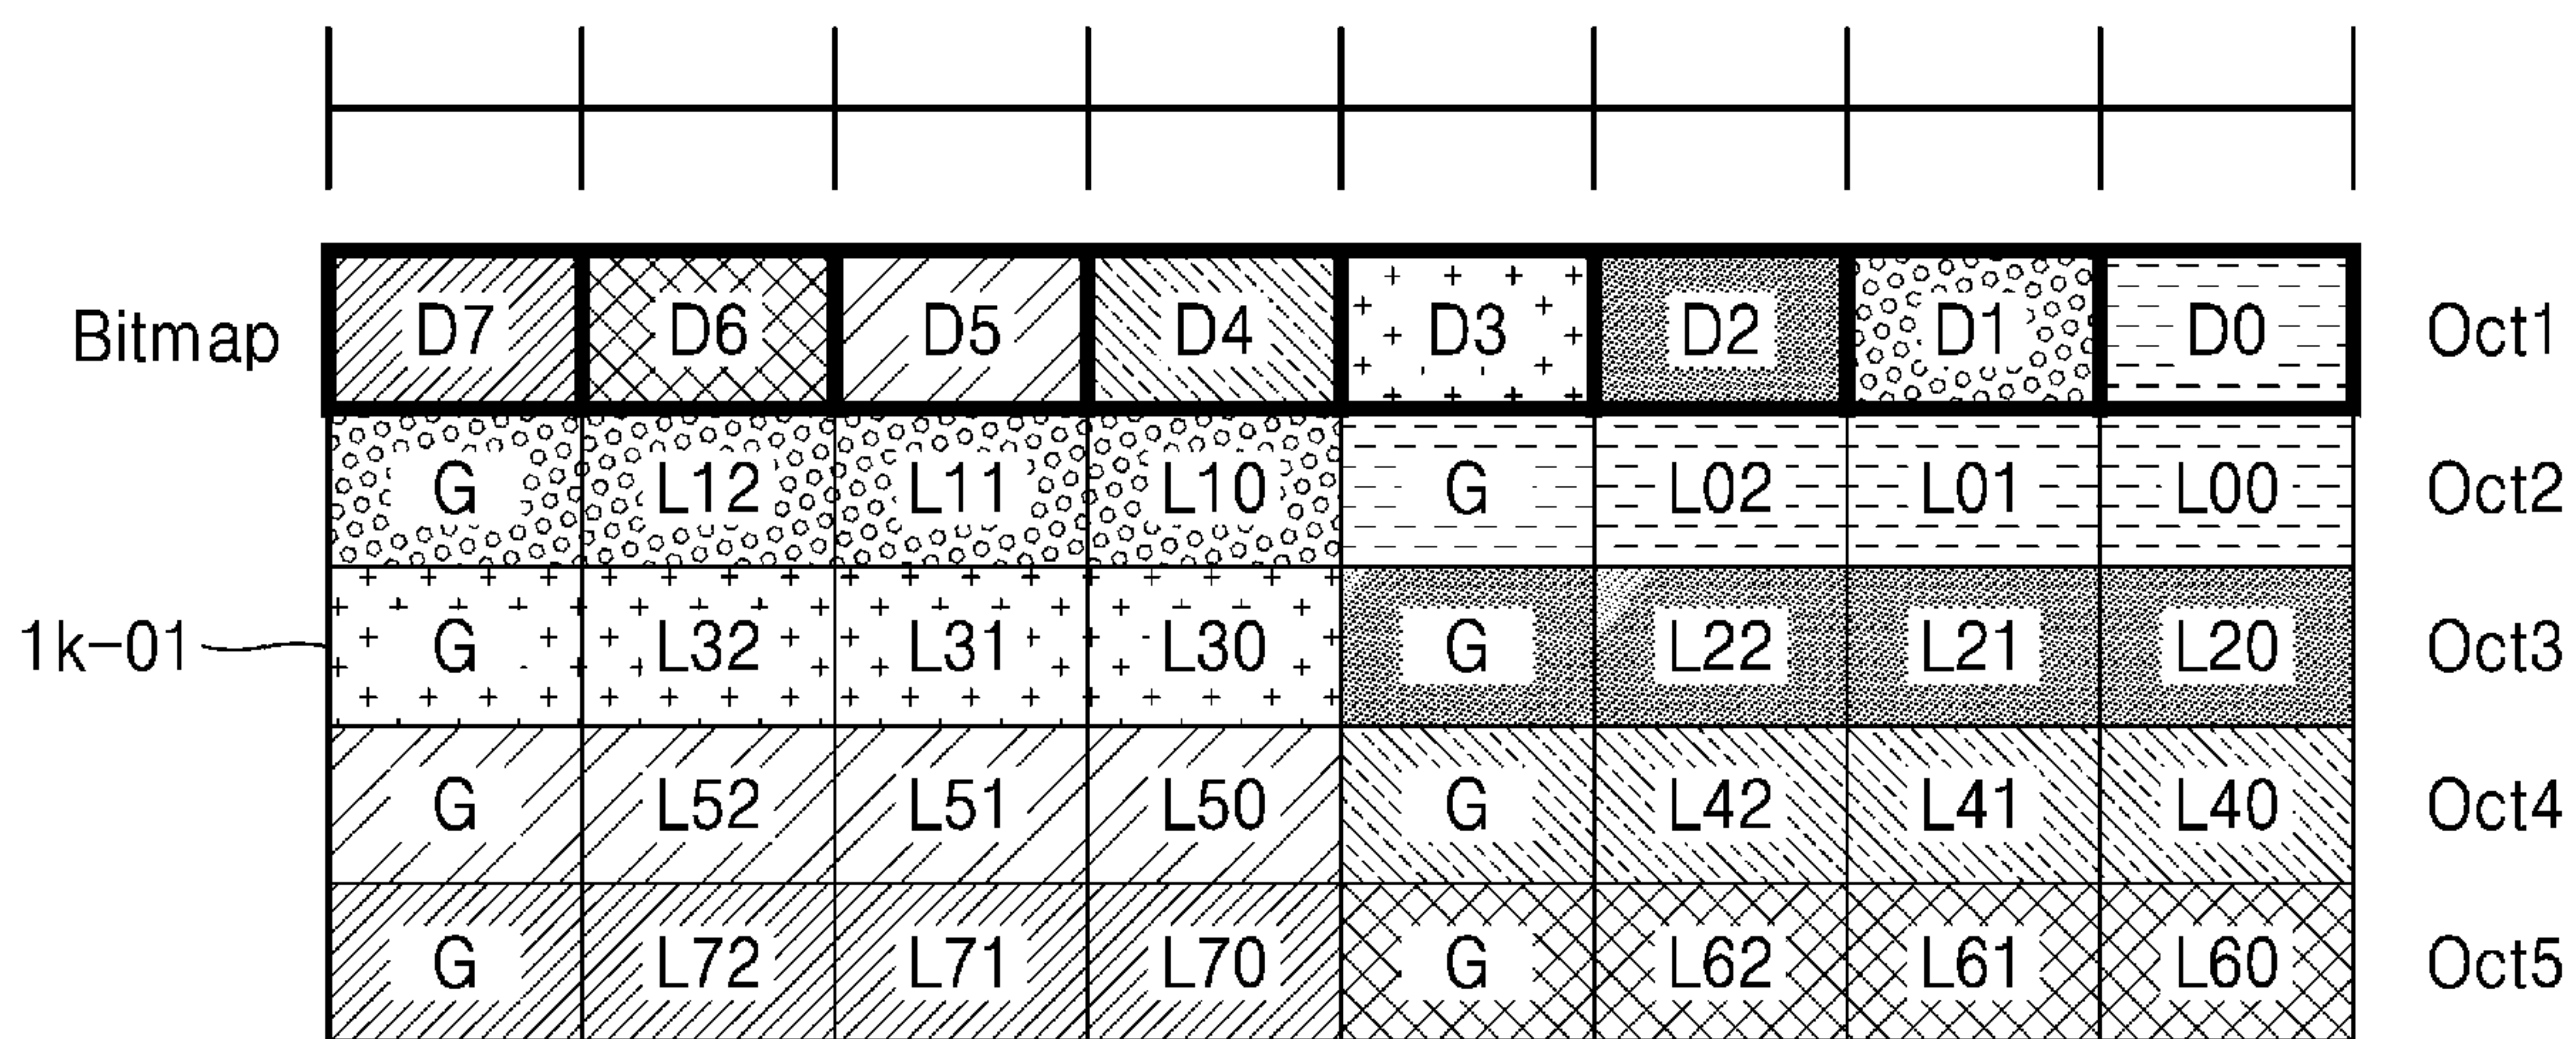 Bitmap D7 D6 D5 D4 D3 D2 D1 D0 Oct1
G L12 L11 L10 G L02 L01 L00 Oct2
1k-01 G L32 L31 L30 G L22 L21 L20 Oct3
G L52 L51 L50 G L42 L41 L40 Oct4
G L72 L71 L70 G L62 L61 L60 Oct5